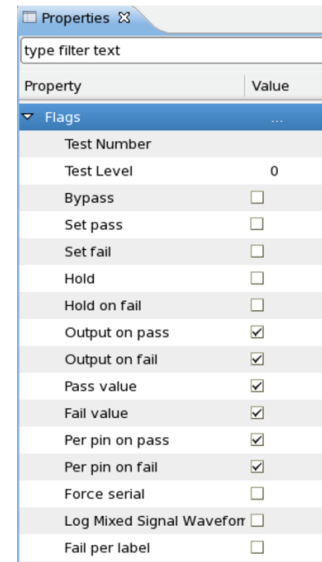 Properties
type filter text
Property Value
Flags ...
Test Number
Test Level 0
Bypass
Set pass
Set fail
Hold
Hold on fail
Output on pass
Output on fail
Pass value
Fail value
Per pin on pass
Per pin on fail
Force serial
Log Mixed Signal
Fail per label